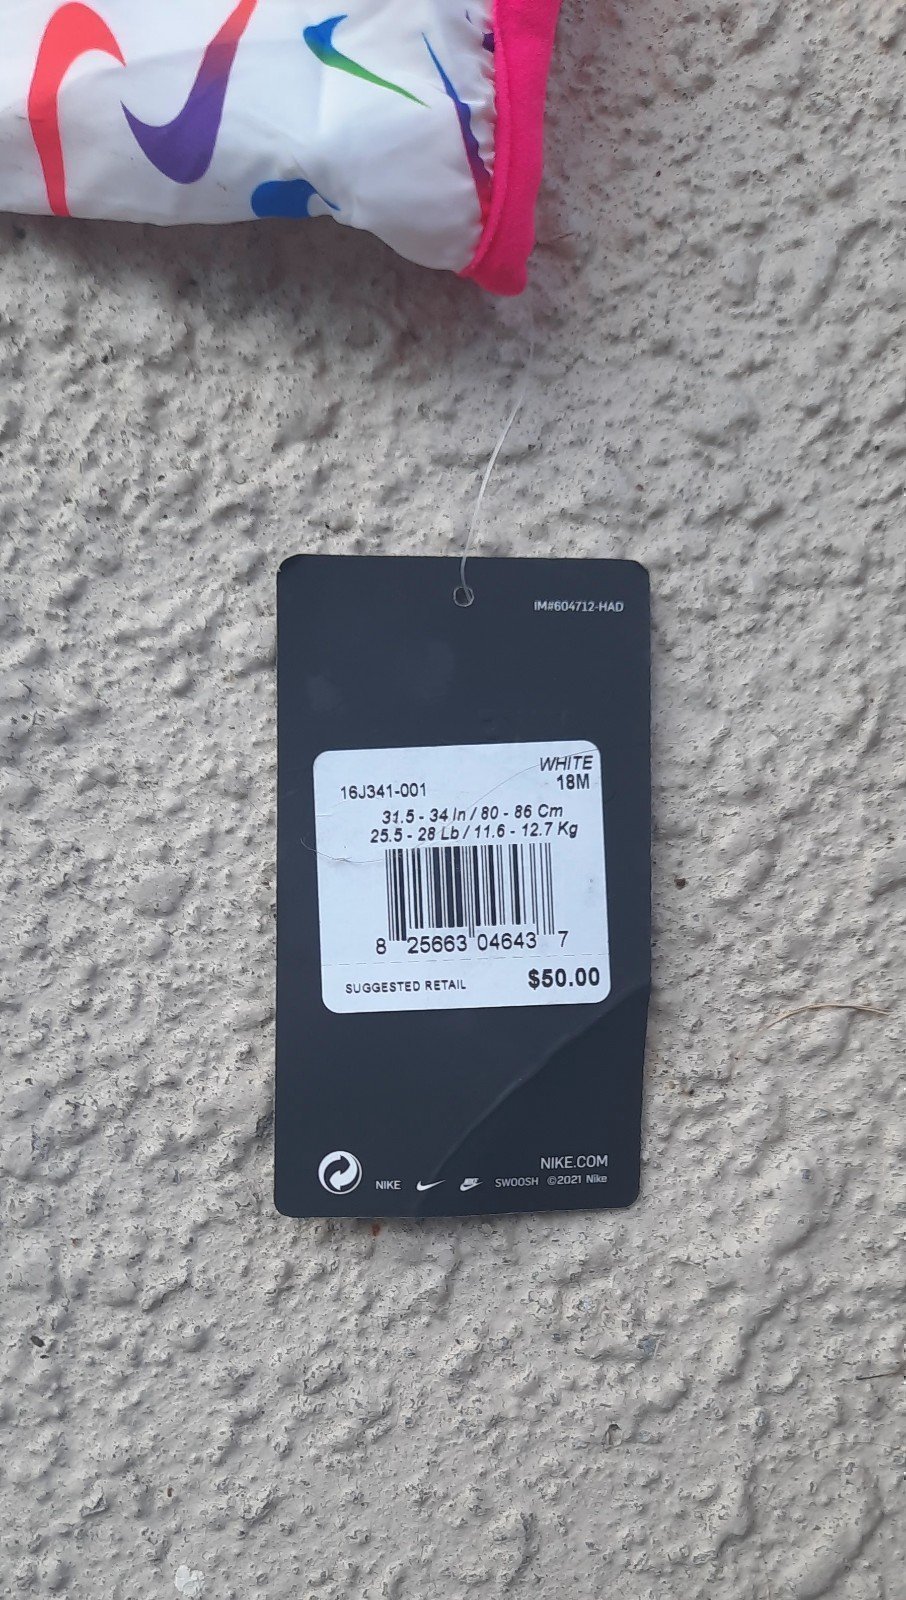 IM#604712-HAD
WHITE
16J341-001 18M
31.5 - 34 In / 80 - 86 Cm
25.5 - 28 Lb / 11.6 - 12.7 Kg
8 25663 04643 7
SUGGESTED RETAIL $50.00
NIKE.COM
NIKE SWOOSH ©2021 Nike